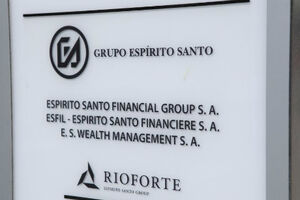 GRUPO ESPÍRITO SANTO
ESPIRITO SANTO FINANCIAL GROUP S. A.
ESFIL - ESPIRITO SANTO FINANCIERE S. A.
E. S. WEALTH MANAGEMENT S. A.
RIOFORTE
ESPIRITO SANTO GROUP